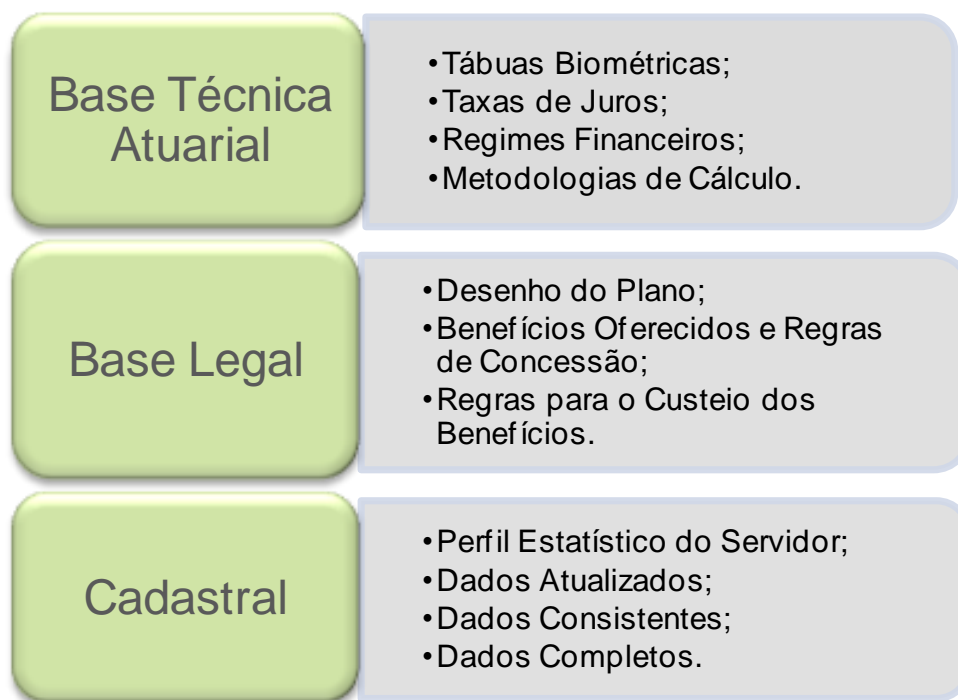 Base Técnica
Atuarial
•Tábuas Biométricas;
•Taxas de Juros;
•Regimes Financeiros;
•Metodologias de Cálculo.
Base Legal
•Desenho do Plano;
•Benefícios Oferecidos e Regras
de Concessão;
•Regras para o Custeio dos
Benefícios.
Cadastral
•Perfil Estatístico do Servidor;
•Dados Atualizados;
•Dados Consistentes;
•Dados Completos.